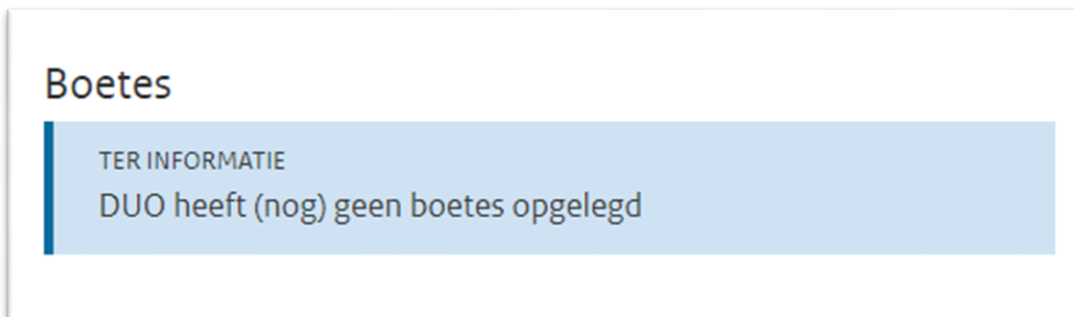 Boetes
TER INFORMATIE
DUO heeft (nog) geen boetes opgelegd